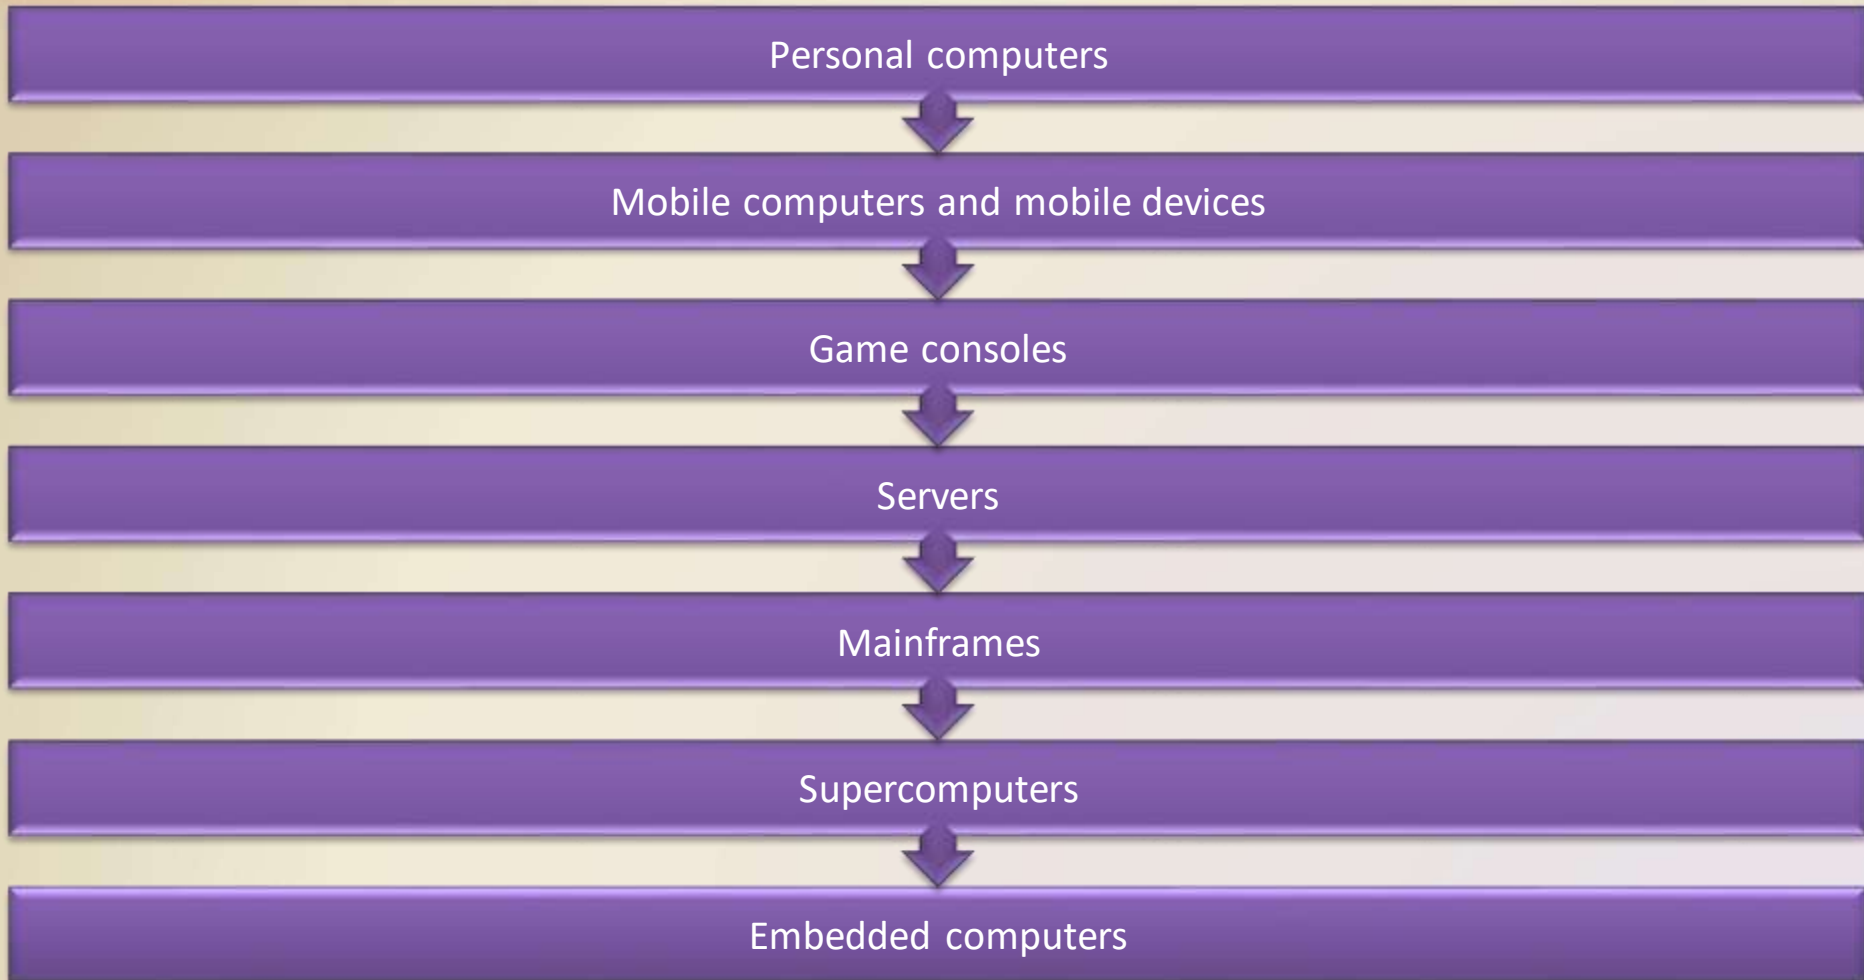 Personal computers
Mobile computers and mobile devices
Game consoles
Servers
Mainframes
Supercomputers
Embedded computers